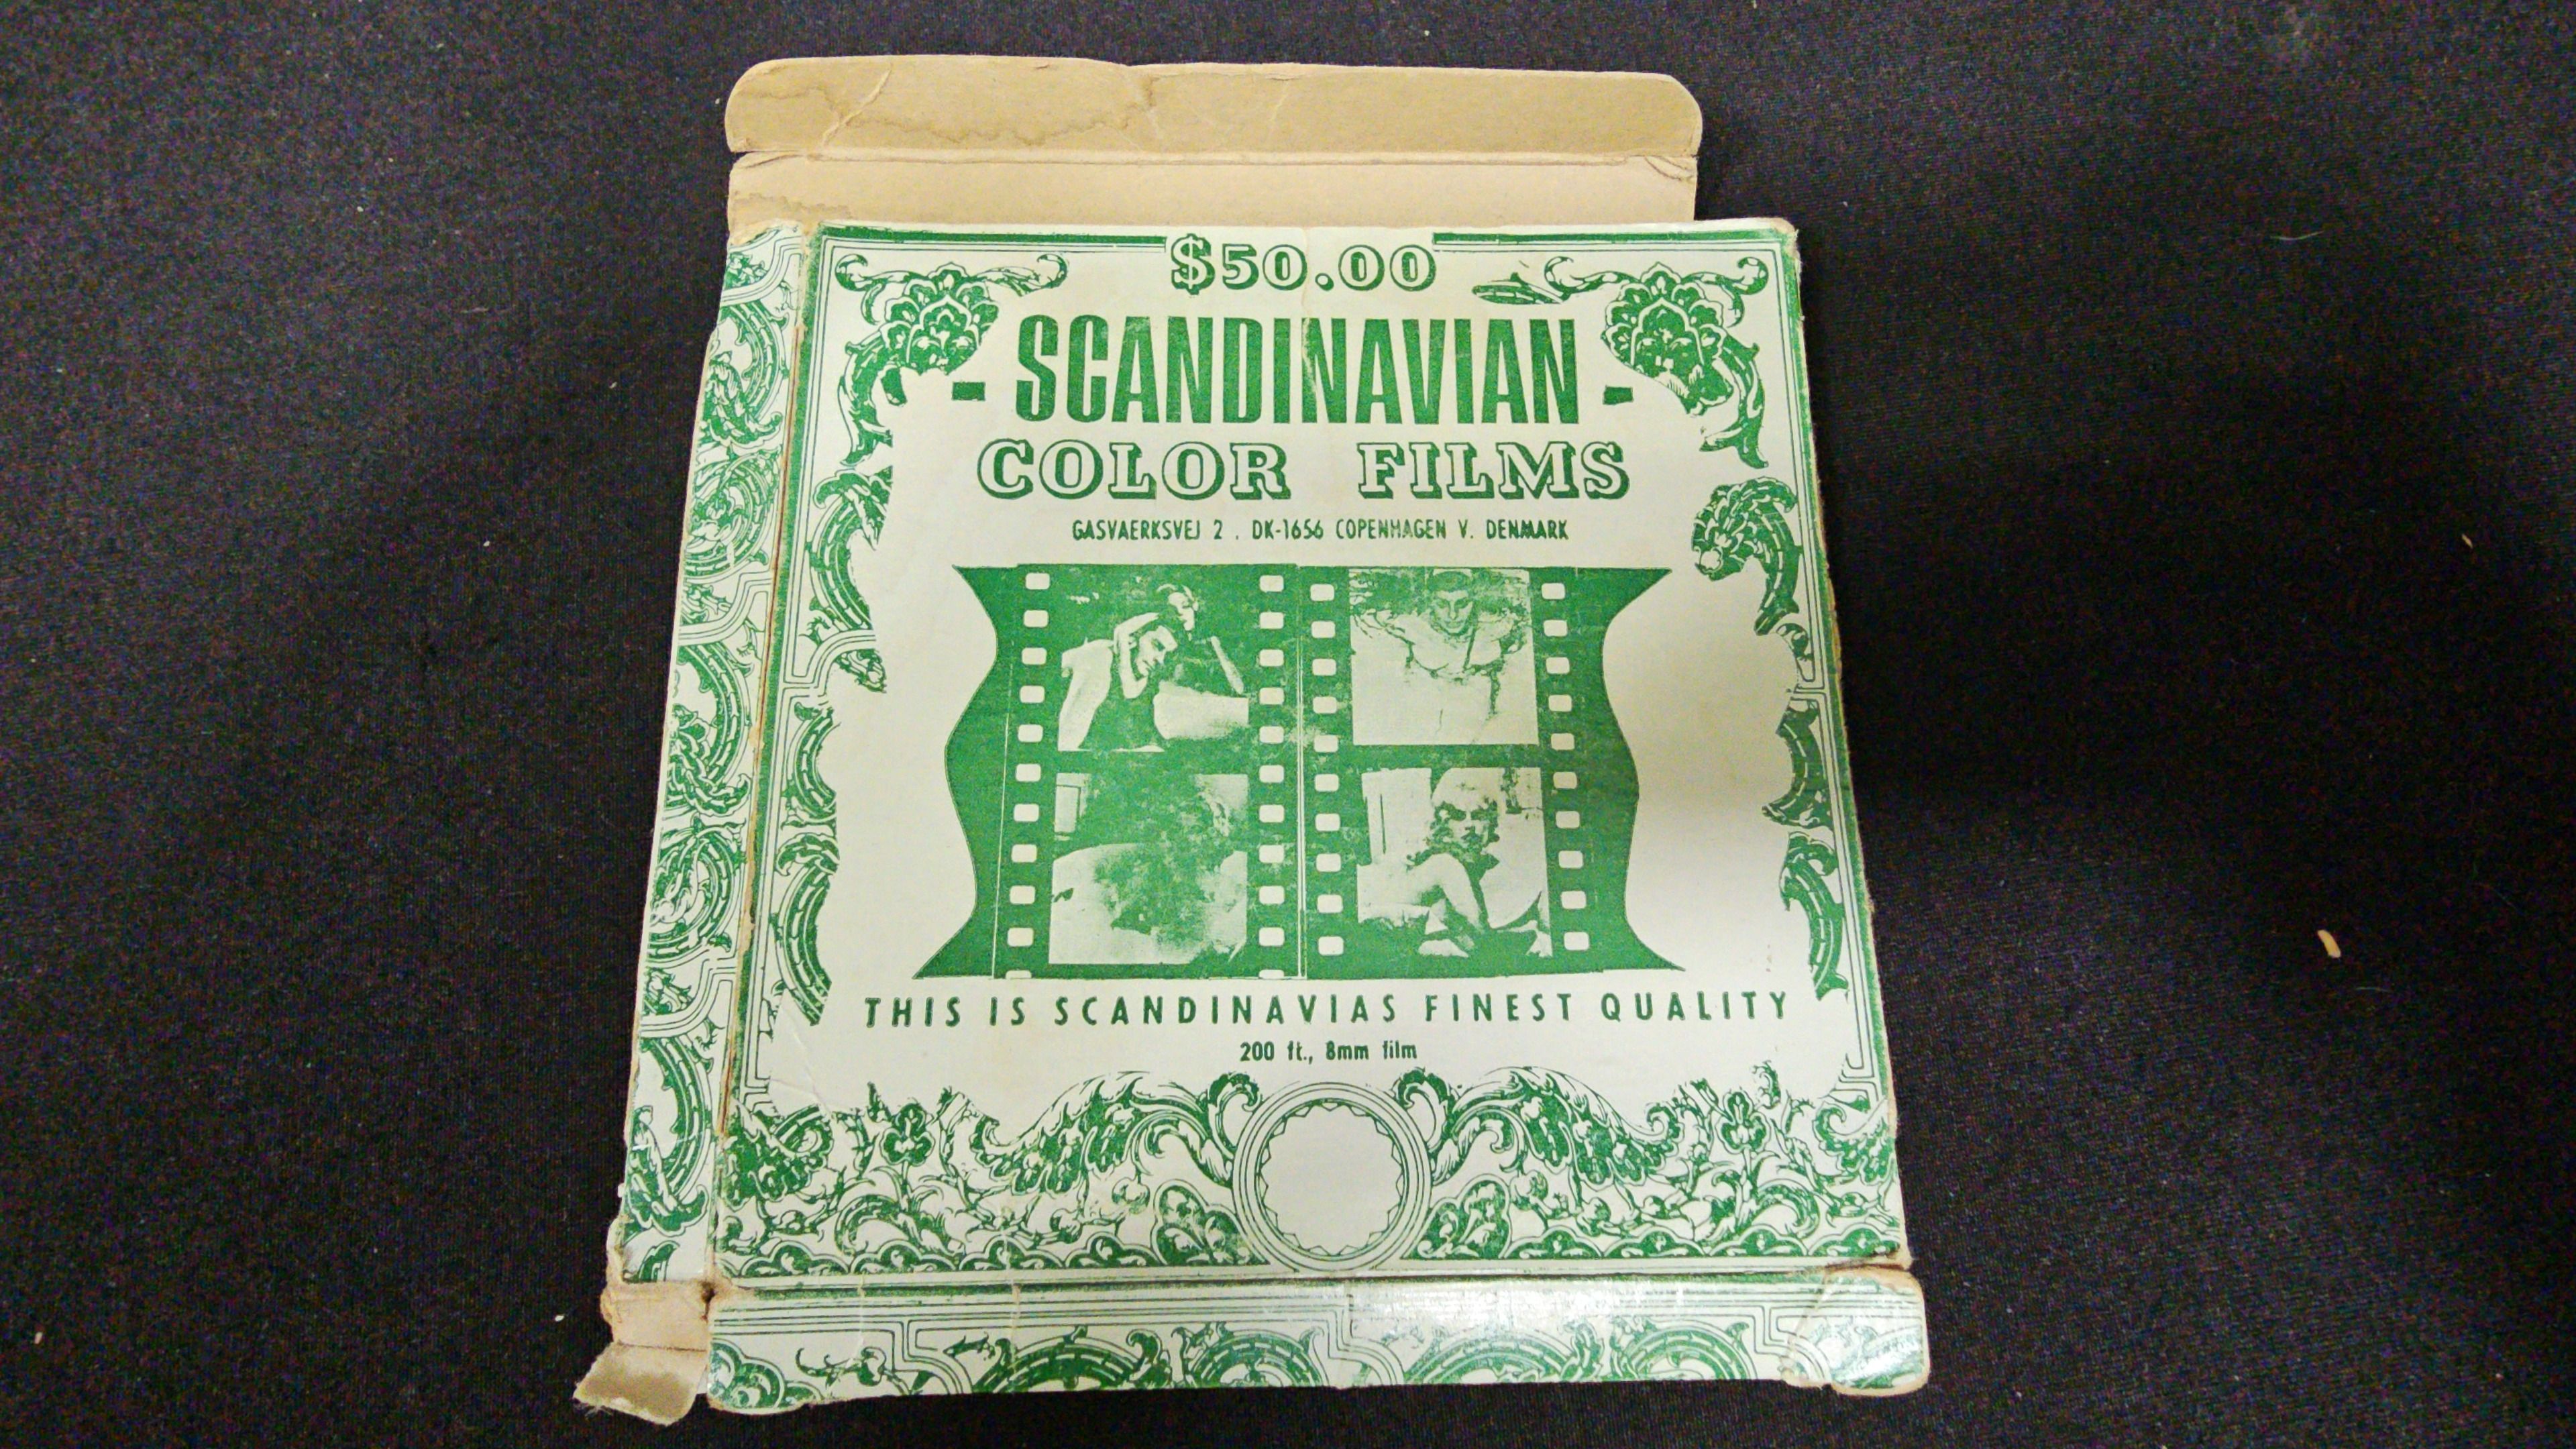 $50.00
- SCANDINAVIAN -
COLOR FILMS
GASVAERKSVEJ 2 . DK-1656 COPENHAGEN V. DENMARK
THIS IS SCANDINAVIAS FINEST QUALITY
200 ft., 8mm film